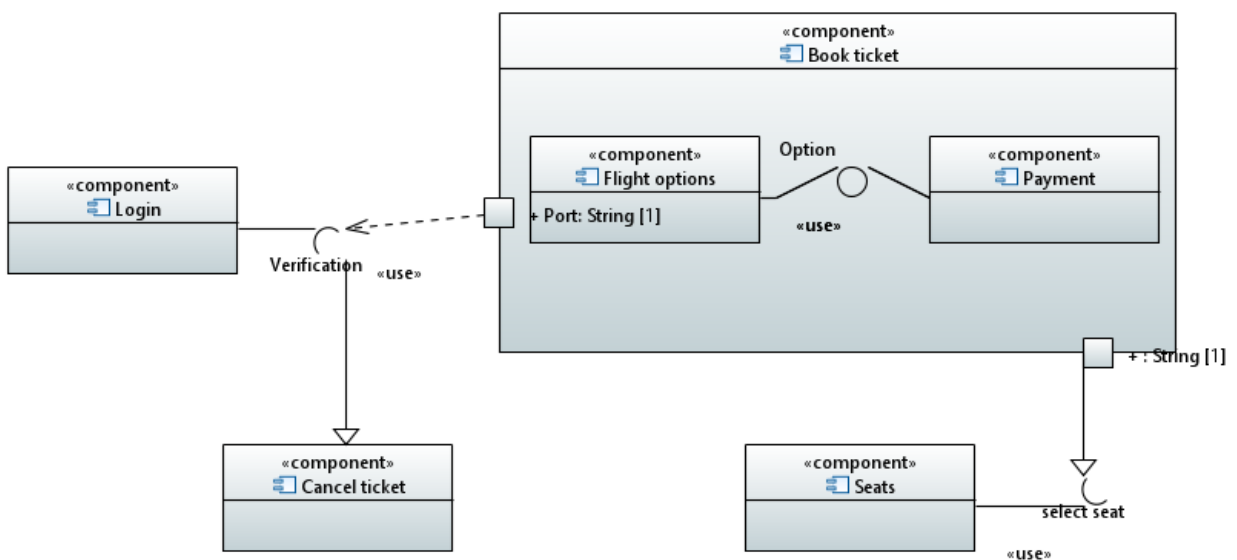 «component»
Book ticket
«component»
Flight options
+ Port: String [1]
Option
«use»
«component»
Payment
«component»
Login
Verification
«use»
+ : String [1]
«component»
Cancel ticket
«component»
Seats
select seat
«use»